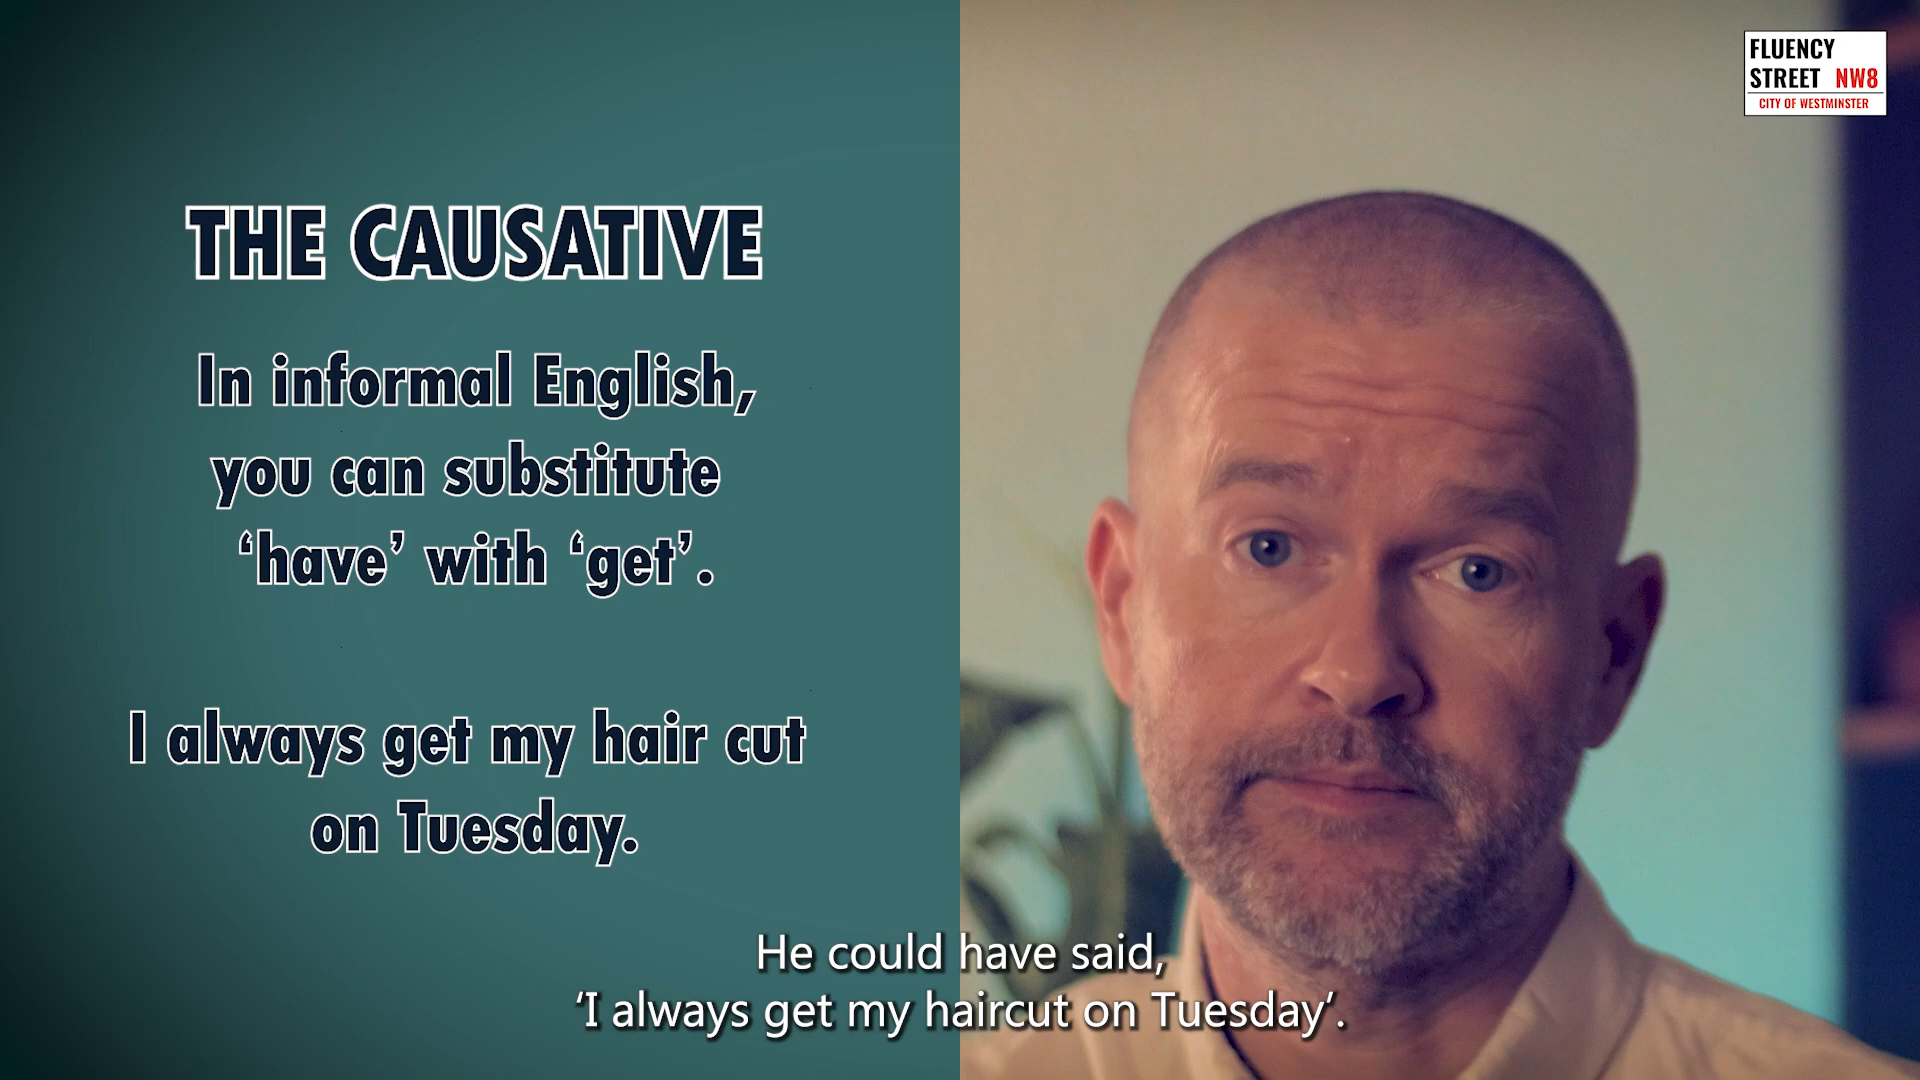 THE CAUSATIVE
In informal English,
you can substitute
‘have’ with ‘get’.
I always get my hair cut
on Tuesday.
He could have said,
‘I always get my haircut on Tuesday’.
FLUENCY
STREET NW8
CITY OF WESTMINSTER